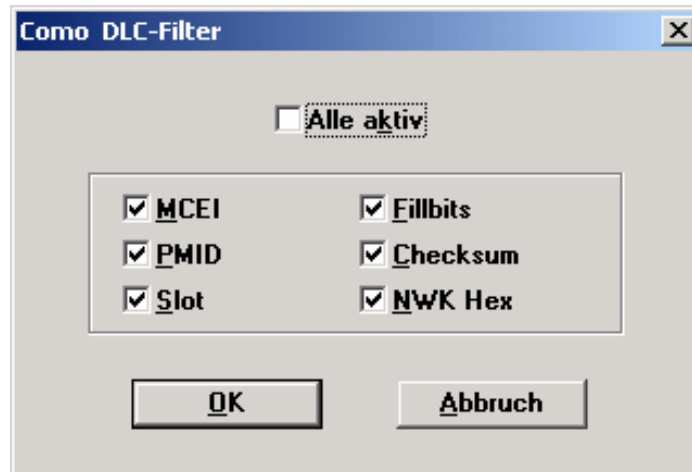 Como DLC-Filter
Alle aktiv
MCEI
Fillbits
PMID
Checksum
Slot
NWK Hex
OK
Abbruch